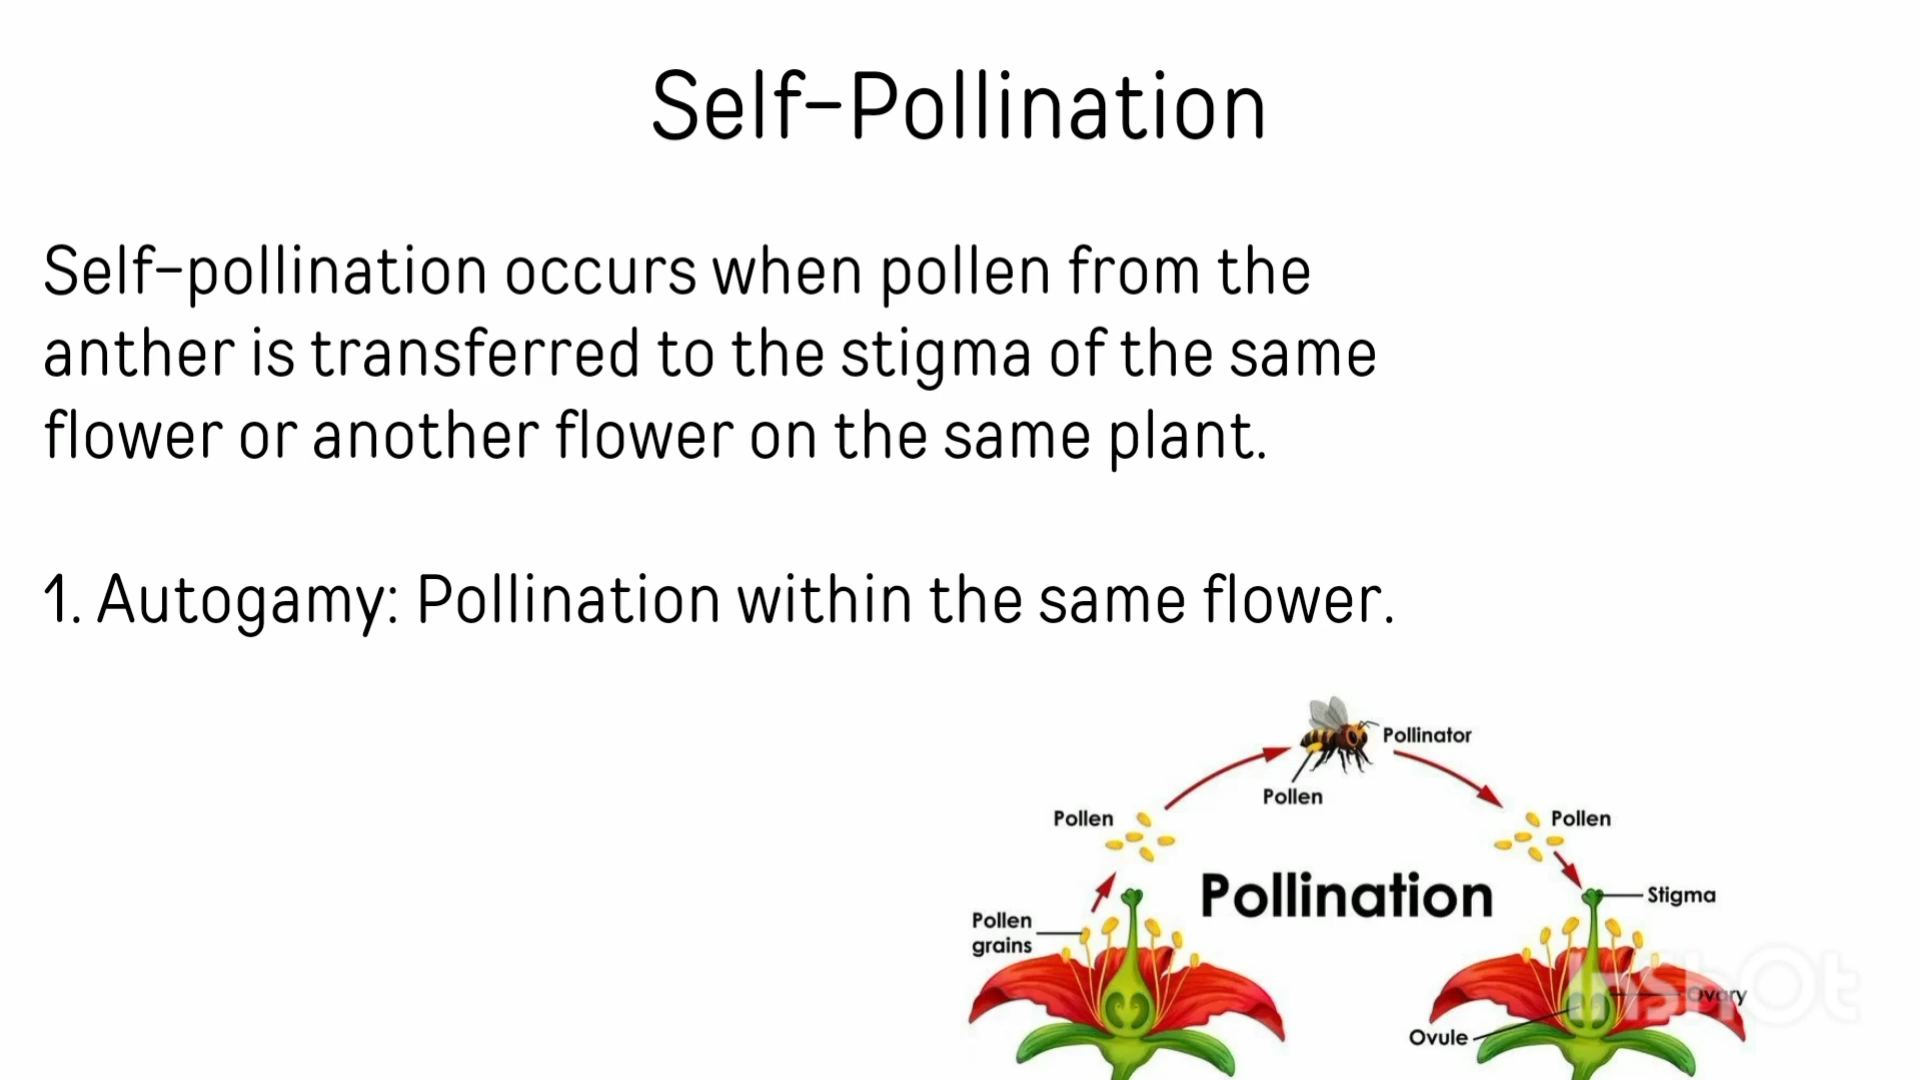 Self-Pollination
Self-pollination occurs when pollen from the
anther is transferred to the stigma of the same
flower or another flower on the same plant.
1. Autogamy: Pollination within the same flower.
Pollinator
Pollen
Pollen
Pollen
Pollination
Stigma
Pollen
grains
Ovary
Ovule
InShOt